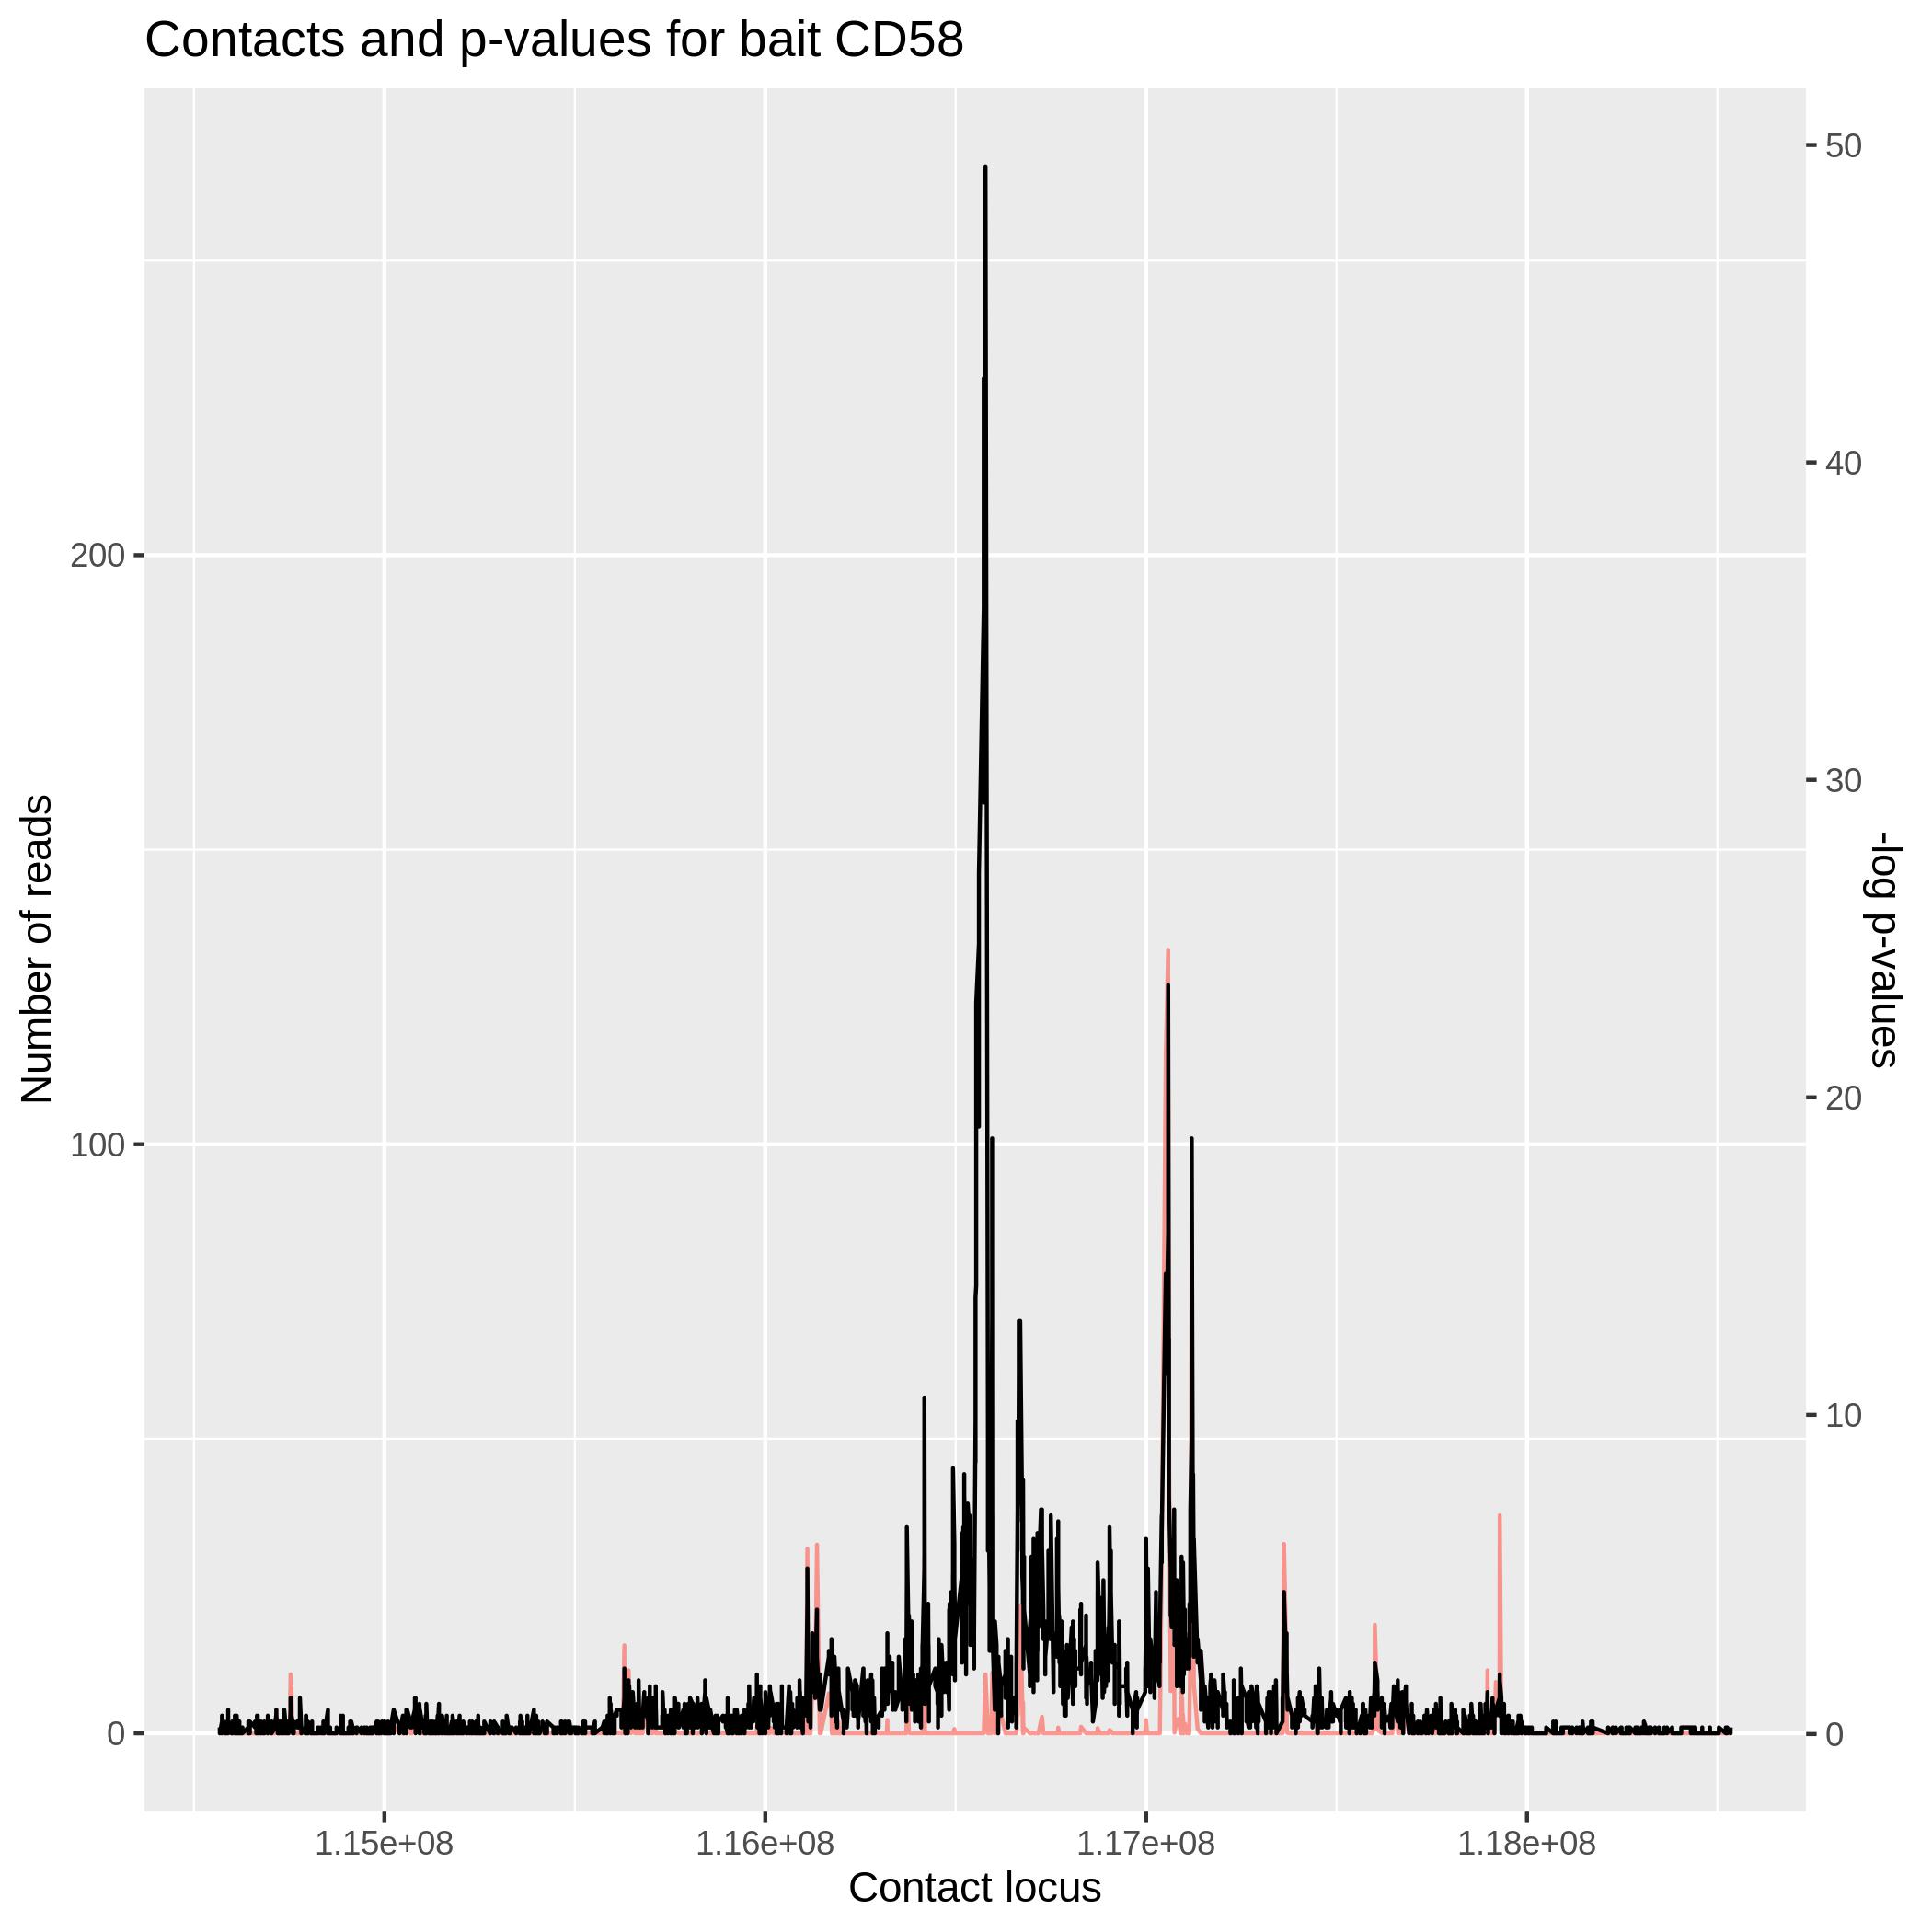 Contacts and p-values for bait CD58
Number of reads
200
100
0
50
40
30
20
10
0
-log p-values
1.15e+08 1.16e+08 1.17e+08 1.18e+08
Contact locus